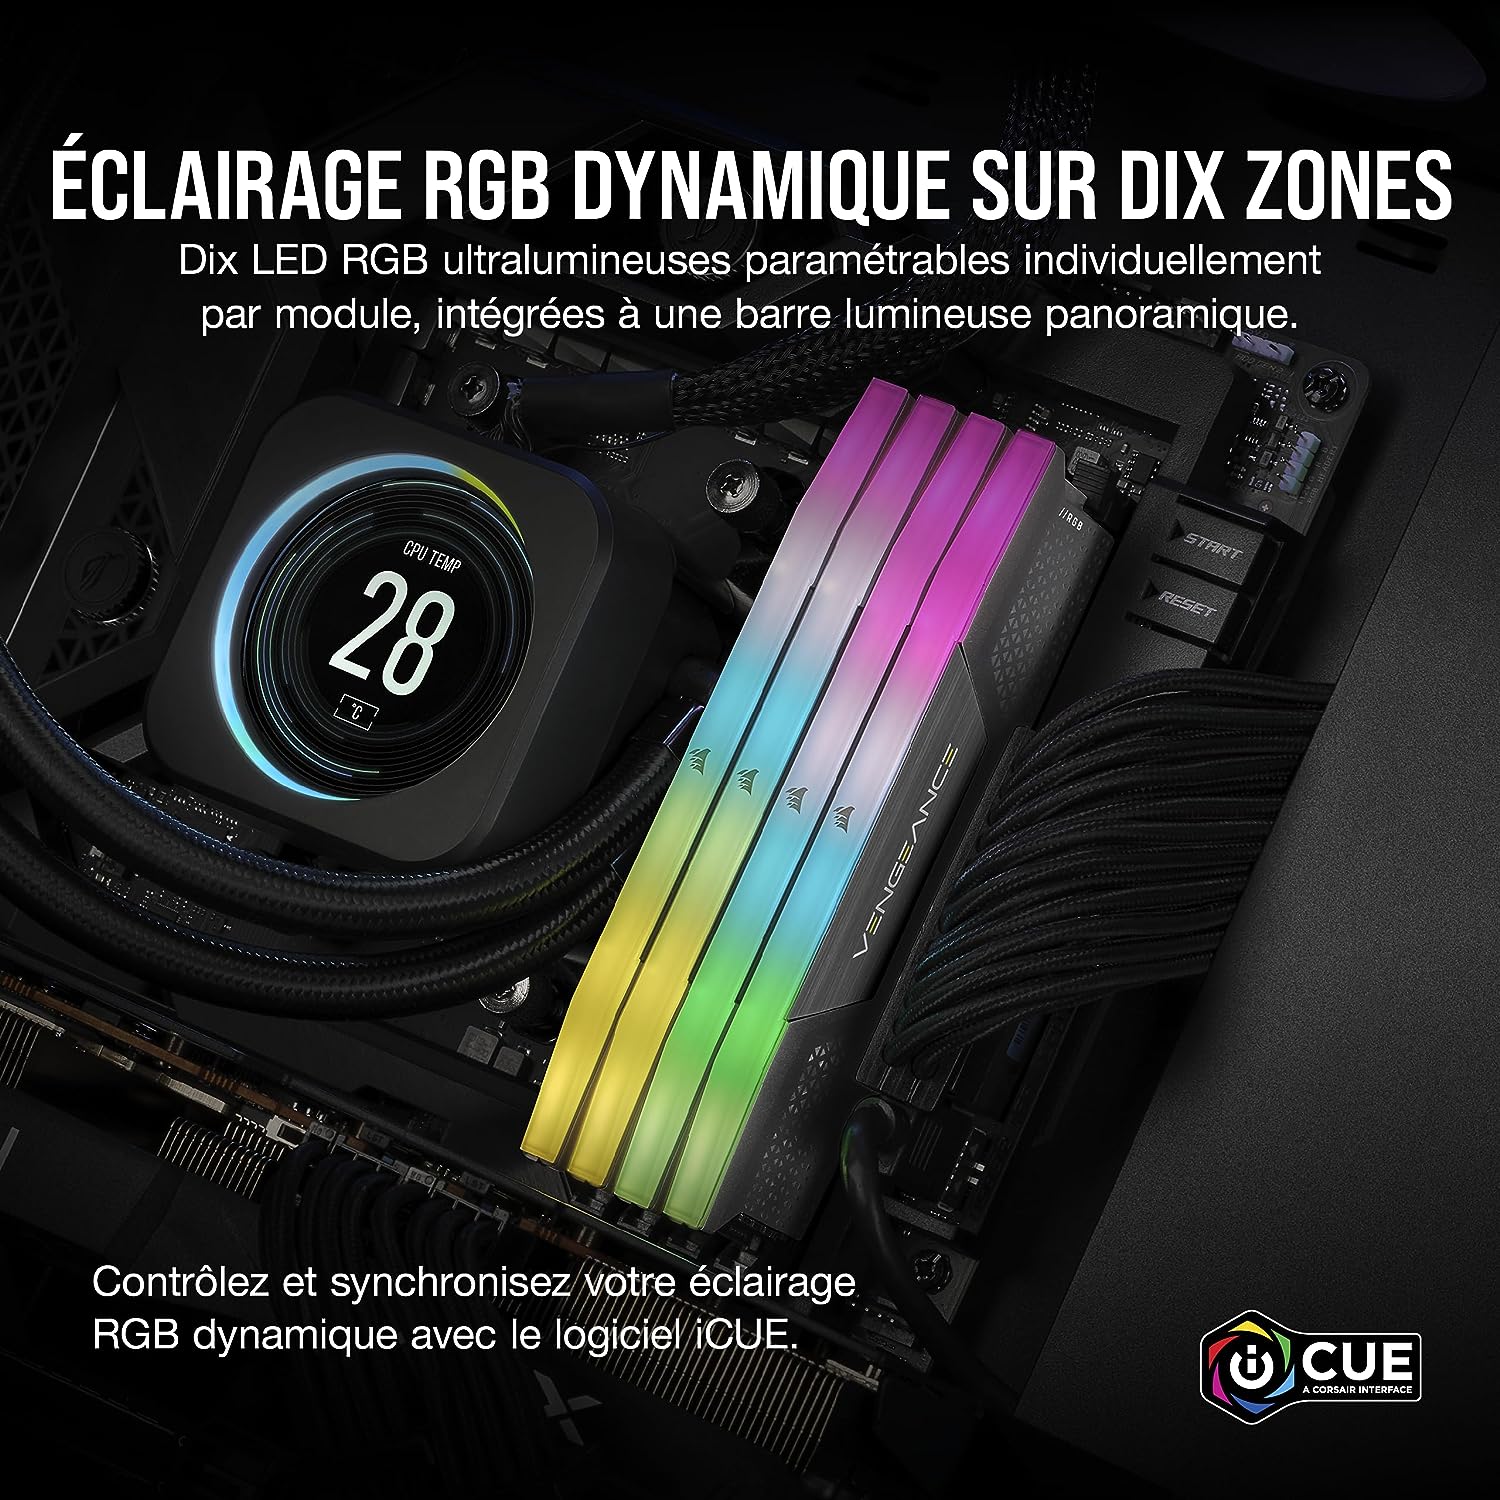 ÉCLAIRAGE RGB DYNAMIQUE SUR DIX ZONES
Dix LED RGB ultralumineuses paramétrables individuellement
par module, intégrées à une barre lumineuse panoramique.
CPU TEMP
28
°C
//RGB
START
RESET
VENGEANCE
Contrôlez et synchronisez votre éclairage
RGB dynamique avec le logiciel iCUE.
iCUE
A CORSAIR INTERFACE